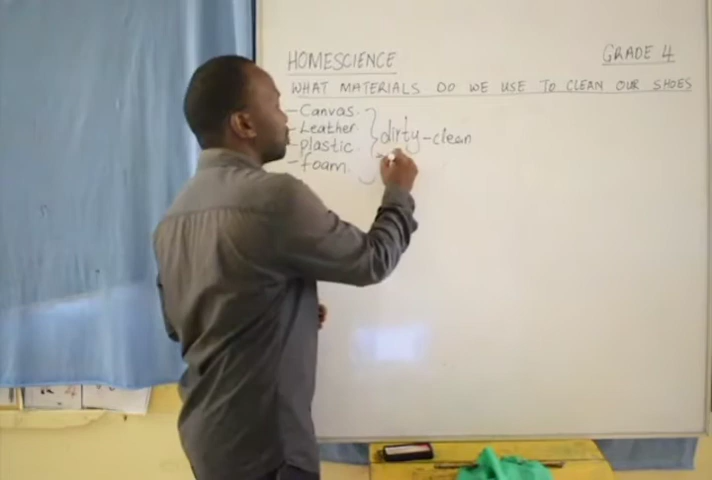 HOMESCIENCE GRADE 4
WHAT MATERIALS DO WE USE TO CLEAN OUR SHOES
- Canvas.
- Leather.
- plastic.
- foam.
dirty - clean